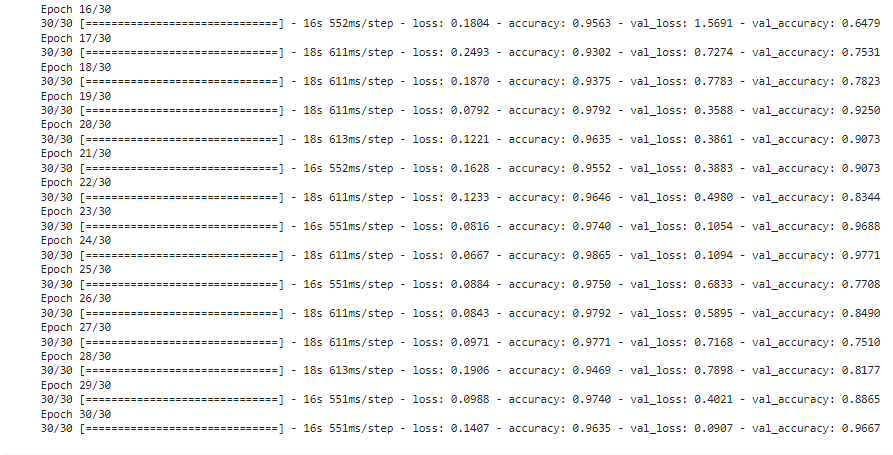 Epoch 16/30
30/30 [==============================] - 16s 552ms/step - loss: 0.1804 - accuracy: 0.9563 - val_loss: 1.5691 - val_accuracy: 0.6479
Epoch 17/30
30/30 [==============================] - 18s 611ms/step - loss: 0.2493 - accuracy: 0.9302 - val_loss: 0.7274 - val_accuracy: 0.7531
Epoch 18/30
30/30 [==============================] - 18s 611ms/step - loss: 0.1870 - accuracy: 0.9375 - val_loss: 0.7783 - val_accuracy: 0.7823
Epoch 19/30
30/30 [==============================] - 18s 611ms/step - loss: 0.0792 - accuracy: 0.9792 - val_loss: 0.3588 - val_accuracy: 0.9250
Epoch 20/30
30/30 [==============================] - 18s 613ms/step - loss: 0.1221 - accuracy: 0.9635 - val_loss: 0.3861 - val_accuracy: 0.9073
Epoch 21/30
30/30 [==============================] - 16s 552ms/step - loss: 0.1628 - accuracy: 0.9552 - val_loss: 0.3883 - val_accuracy: 0.9073
Epoch 22/30
30/30 [==============================] - 18s 611ms/step - loss: 0.1233 - accuracy: 0.9646 - val_loss: 0.4980 - val_accuracy: 0.8344
Epoch 23/30
30/30 [==============================] - 16s 551ms/step - loss: 0.0816 - accuracy: 0.9740 - val_loss: 0.1054 - val_accuracy: 0.9688
Epoch 24/30
30/30 [==============================] - 18s 611ms/step - loss: 0.0667 - accuracy: 0.9865 - val_loss: 0.1094 - val_accuracy: 0.9771
Epoch 25/30
30/30 [==============================] - 16s 551ms/step - loss: 0.0884 - accuracy: 0.9750 - val_loss: 0.6833 - val_accuracy: 0.7708
Epoch 26/30
30/30 [==============================] - 18s 611ms/step - loss: 0.0843 - accuracy: 0.9792 - val_loss: 0.5895 - val_accuracy: 0.8490
Epoch 27/30
30/30 [==============================] - 18s 611ms/step - loss: 0.0971 - accuracy: 0.9771 - val_loss: 0.7168 - val_accuracy: 0.7510
Epoch 28/30
30/30 [==============================] - 18s 613ms/step - loss: 0.1906 - accuracy: 0.9469 - val_loss: 0.7898 - val_accuracy: 0.8177
Epoch 29/30
30/30 [==============================] - 16s 551ms/step - loss: 0.0988 - accuracy: 0.9740 - val_loss: 0.4021 - val_accuracy: 0.8865
Epoch 30/30
30/30 [==============================] - 16s 551ms/step - loss: 0.1407 - accuracy: 0.9635 - val_loss: 0.0907 - val_accuracy: 0.9667